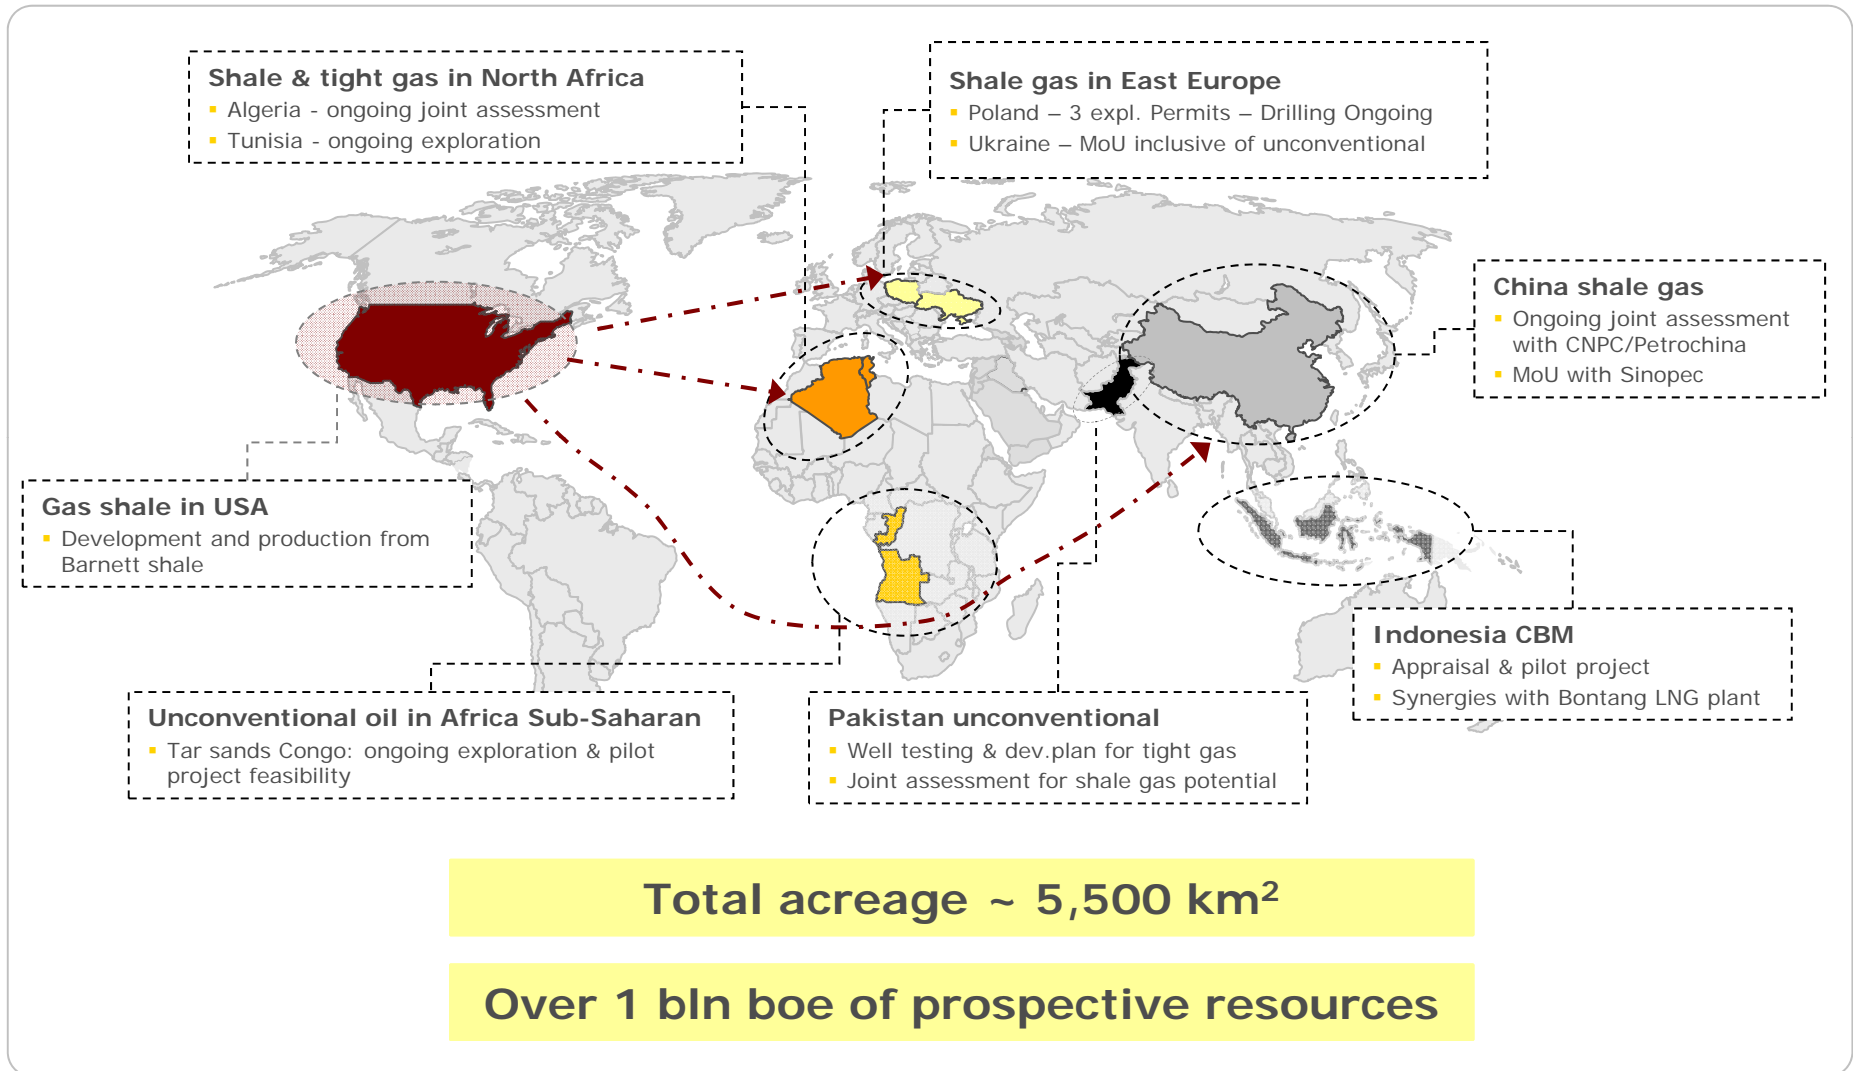 Shale & tight gas in North Africa
▪ Algeria - ongoing joint assessment
▪ Tunisia - ongoing exploration
Shale gas in East Europe
▪ Poland – 3 expl. Permits – Drilling Ongoing
▪ Ukraine – MoU inclusive of unconventional
China shale gas
▪ Ongoing joint assessment
with CNPC/Petrochina
▪ MoU with Sinopec
Gas shale in USA
▪ Development and production from
Barnett shale
Indonesia CBM
▪ Appraisal & pilot project
▪ Synergies with Bontang LNG plant
Unconventional oil in Africa Sub-Saharan
▪ Tar sands Congo: ongoing exploration & pilot
project feasibility
Pakistan unconventional
▪ Well testing & dev.plan for tight gas
▪ Joint assessment for shale gas potential
Total acreage ~ 5,500 km²
Over 1 bln boe of prospective resources